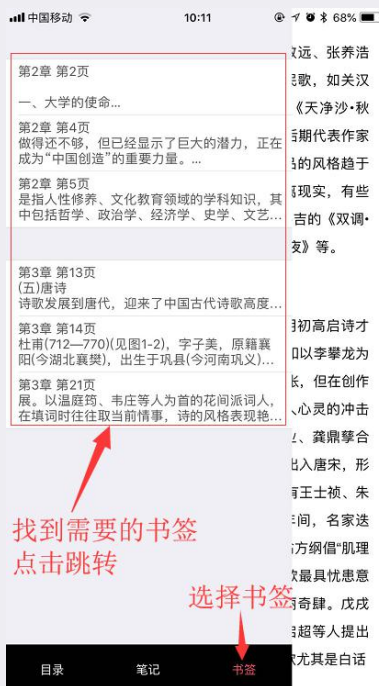 中国移动 10:11 68%
第2章 第2页
一、大学的使命...
第2章 第4页
做得还不够，但已经显示了巨大的潜力，正在
成为“中国创造”的重要力量。...
第2章 第5页
是指人性修养、文化教育领域的学科知识，其
中包括哲学、政治学、经济学、史学、文艺...
第3章 第13页
(五)唐诗
诗歌发展到唐代，迎来了中国古代诗歌高度...
第3章 第14页
杜甫(712—770)(见图1-2)，字子美，原籍襄
阳(今湖北襄樊)，出生于巩县(今河南巩义)...
第3章 第21页
展。以温庭筠、韦庄等人为首的花间派词人，
在填词时往往取当前情事，诗的风格表现艳...
找到需要的书签
点击跳转
选择书签
目录
笔记
书签
远、张养浩
歌，如关汉
《天净沙·秋
期代表作家
的风格趋于
现实，有些
吉的《双调·
夜》等。
初高启诗才
以李攀龙为
，但在创作
心灵的冲击
、龚鼎孳合
出入唐宋，形
有王士祯、朱
间，名家迭
方纲倡“肌理
最具忧患意
奇肆。戊戌
超等人提出
尤其是白话